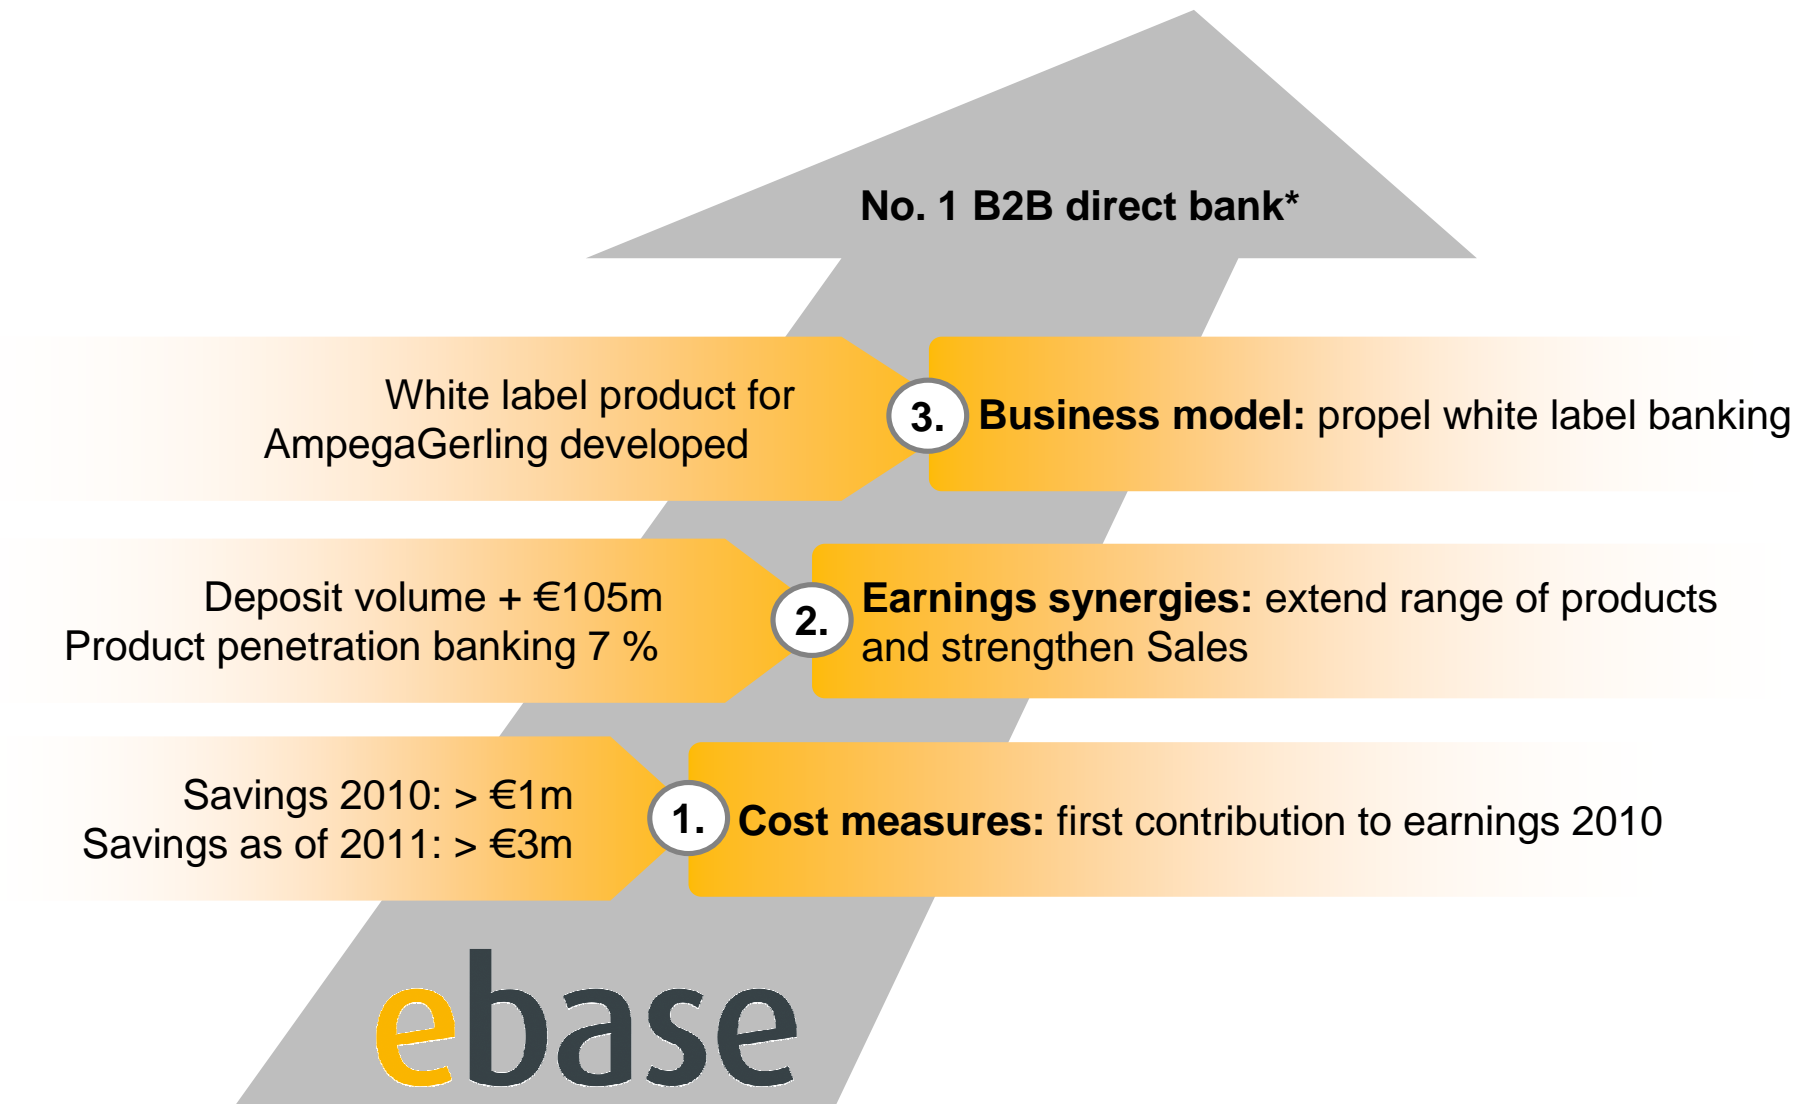 No. 1 B2B direct bank*
White label product for
AmpegaGerling developed
3.
Business model: propel white label banking
Deposit volume + €105m
Product penetration banking 7 %
2.
Earnings synergies: extend range of products
and strengthen Sales
Savings 2010: > €1m
Savings as of 2011: > €3m
1.
Cost measures: first contribution to earnings 2010
ebase